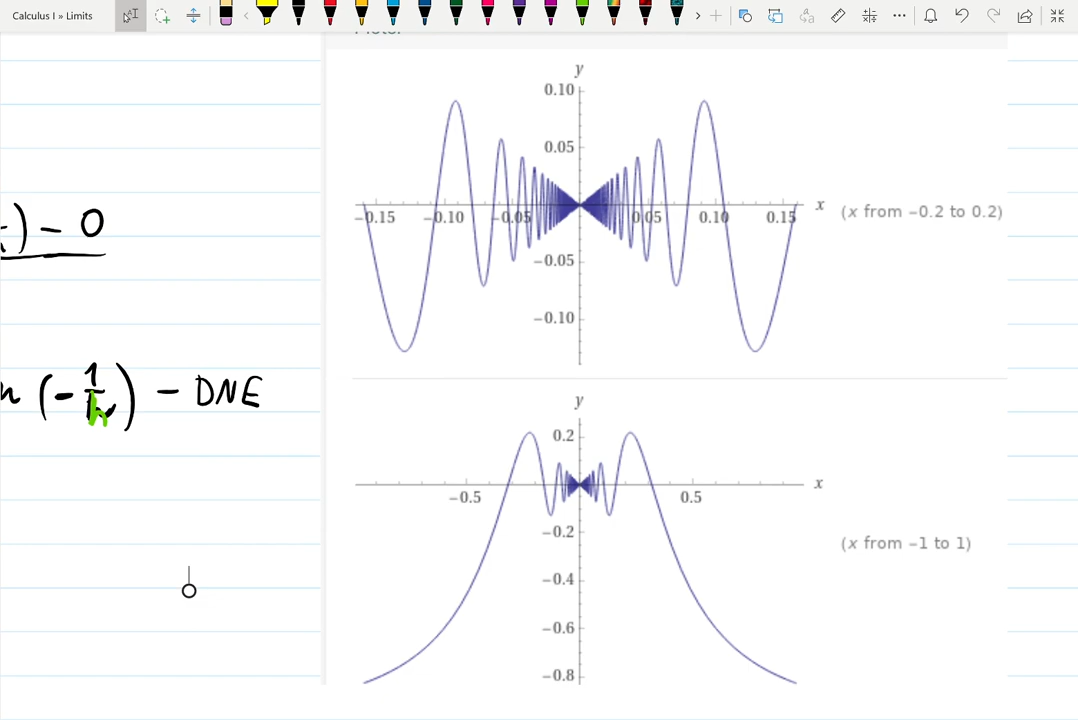 Calculus I » Limits
) - 0
n (- 1/h) - DNE
y
0.10
0.05
-0.15 -0.10 -0.05 0.05 0.10 0.15 x
(x from -0.2 to 0.2)
-0.05
-0.10
y
0.2
-0.5 0.5 x
-0.2
(x from -1 to 1)
-0.4
-0.6
-0.8